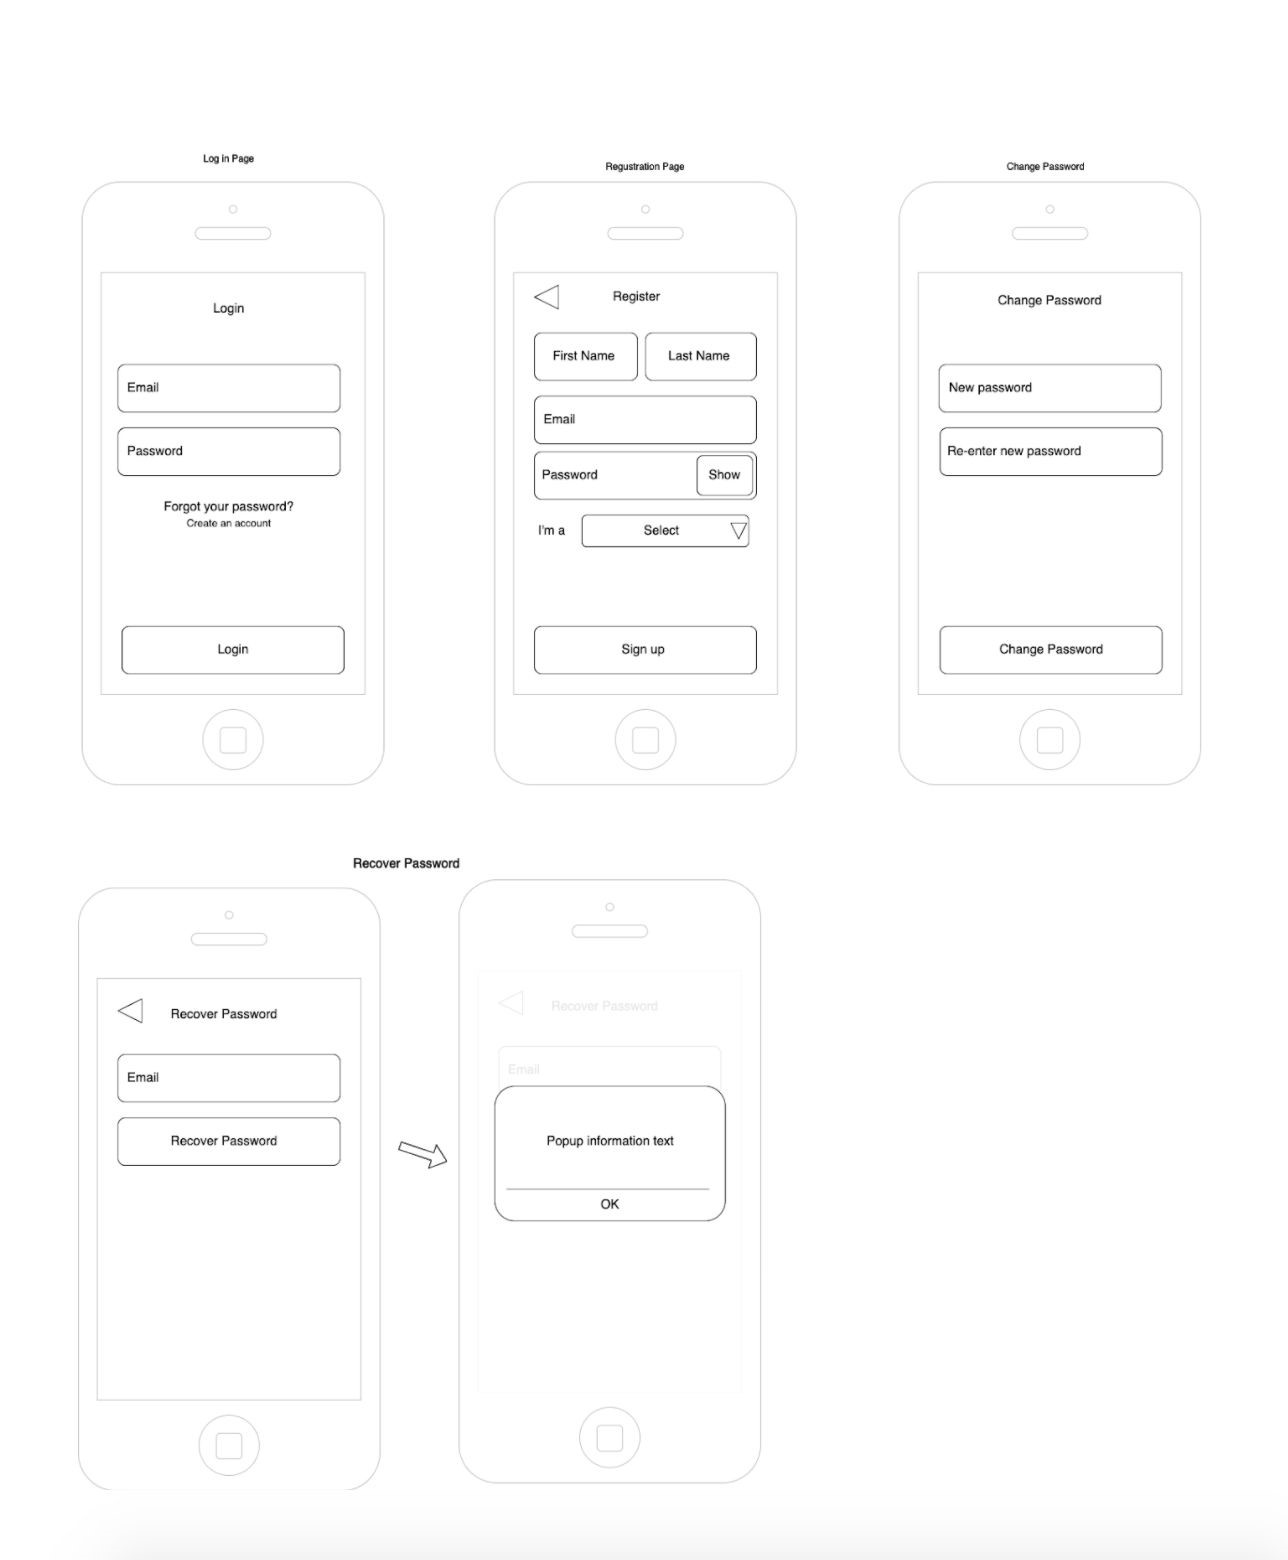 Log in Page
Login
Email
Password
Forgot your password?
Create an account
Login
Regustration Page
Register
First Name Last Name
Email
Password Show
I'm a Select
Sign up
Change Password
Change Password
New password
Re-enter new password
Change Password
Recover Password
Recover Password
Email
Recover Password
Recover Password
Email
Popup information text
OK